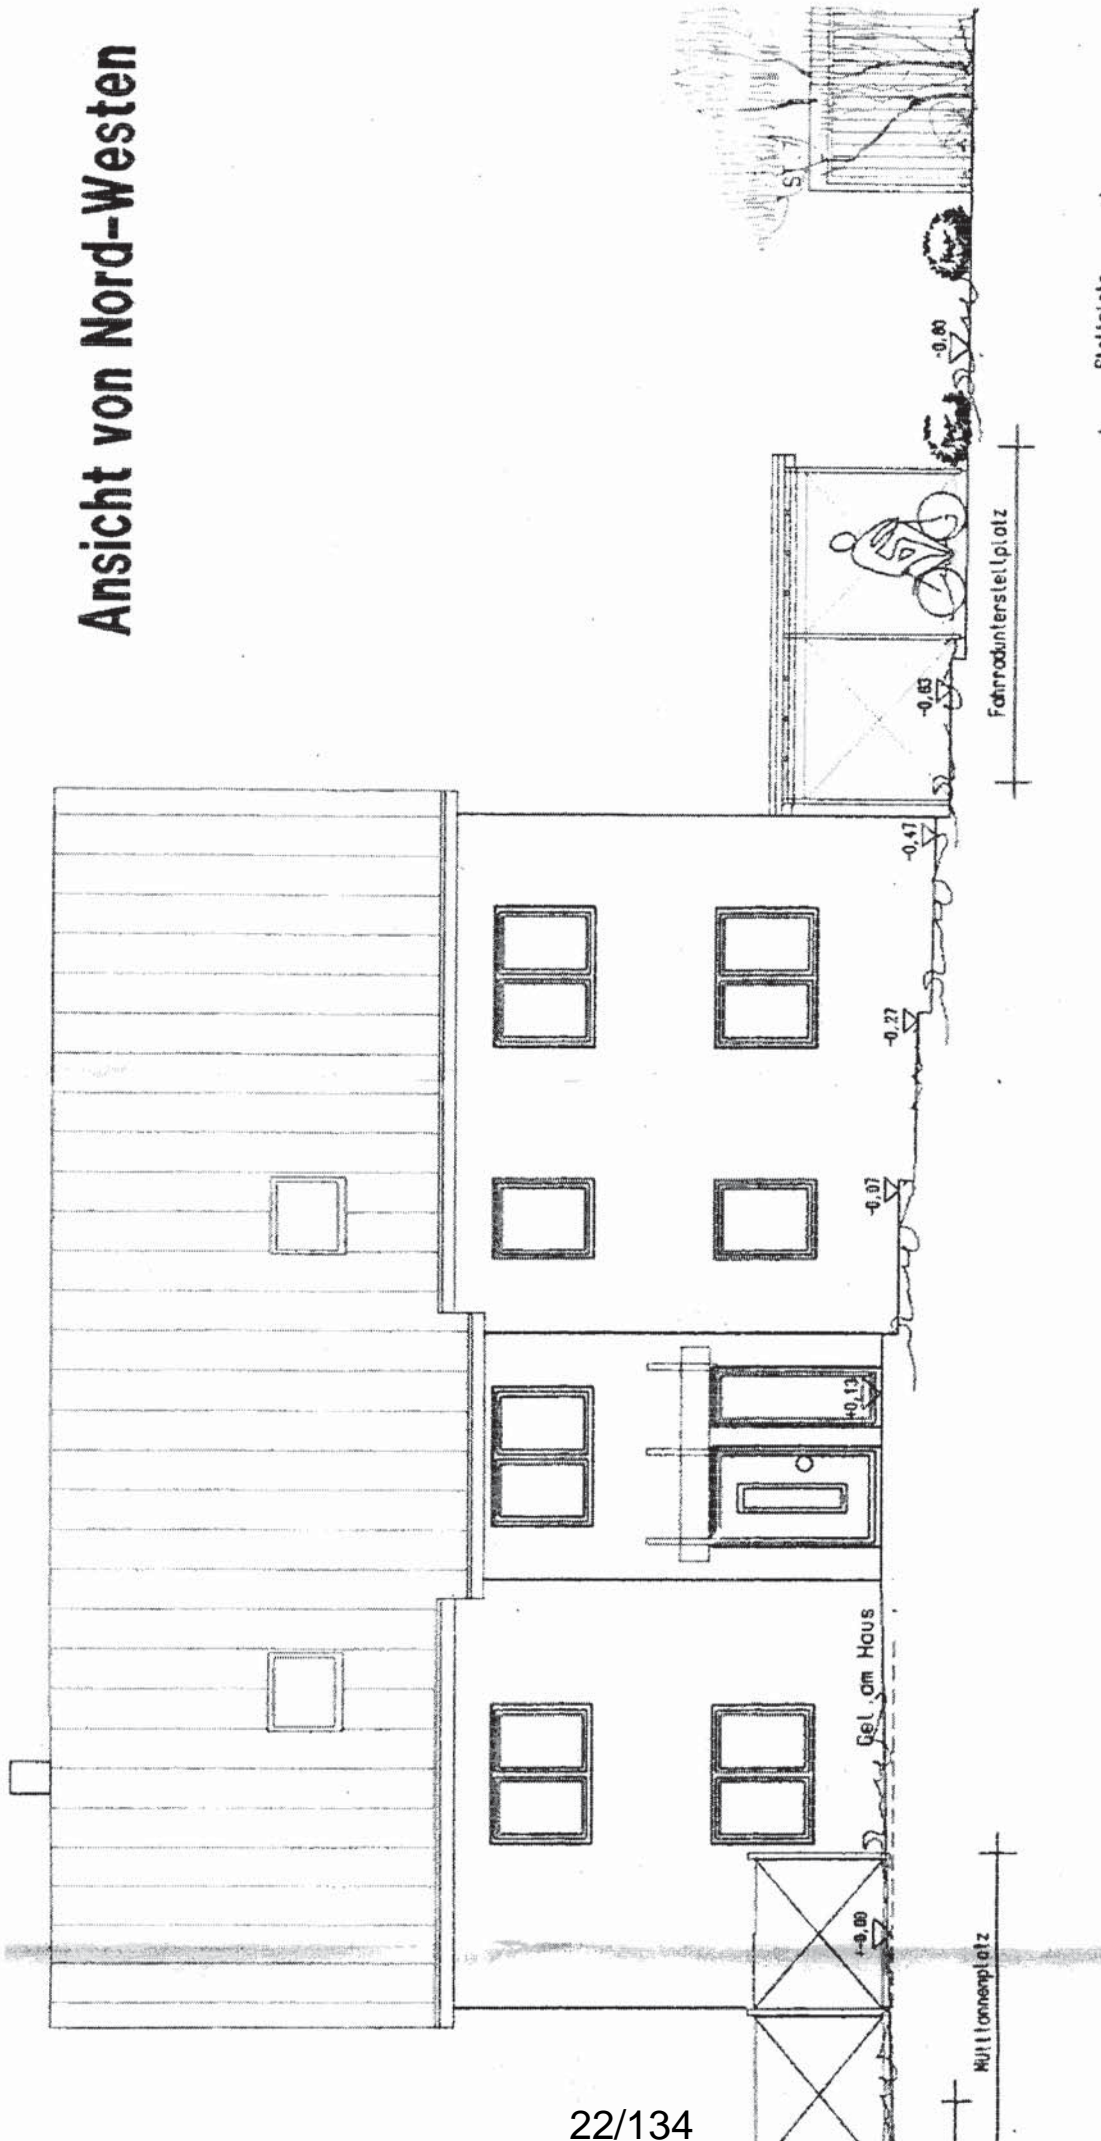 Ansicht von Nord-Westen
ST
-0,80
Fahrradunterstellplatz
-0,63
-0,47
-0,27
-0,07
+0,13
Gel. am Haus
+-0,00
Mülltonnenplatz
22/134